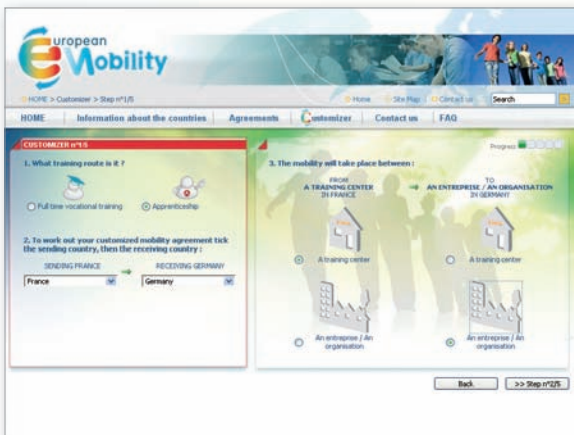 European
Mobility
HOME > Customizer > Step n°1/5
Home
Site Map
Contact us
Search
HOME
Information about the countries
Agreements
Customizer
Contact us
FAQ
CUSTOMIZER n°1/5
1. What training route is it ?
Full time vocational training
Apprenticeship
2. To work out your customized mobility agreement tick
the sending country, then the receiving country :
SENDING FRANCE
RECEIVING GERMANY
France
Germany
Progress
3. The mobility will take place between :
FROM
A TRAINING CENTER
IN FRANCE
TO
AN ENTREPRISE / AN ORGANISATION
IN GERMANY
A training center
A training center
An entreprise / An
organisation
An entreprise / An
organisation
Back
>> Step n°2/5